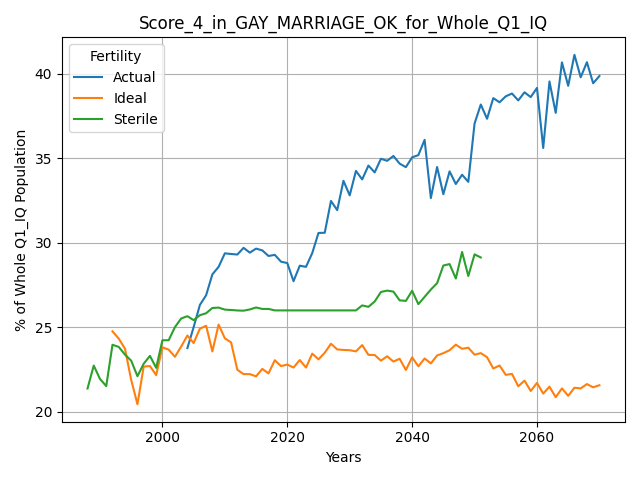 Score_4_in_GAY_MARRIAGE_OK_for_Whole_Q1_IQ
Fertility
Actual
Ideal
Sterile
% of Whole Q1_IQ Population
40
35
30
25
20
2000
2020
2040
2060
Years